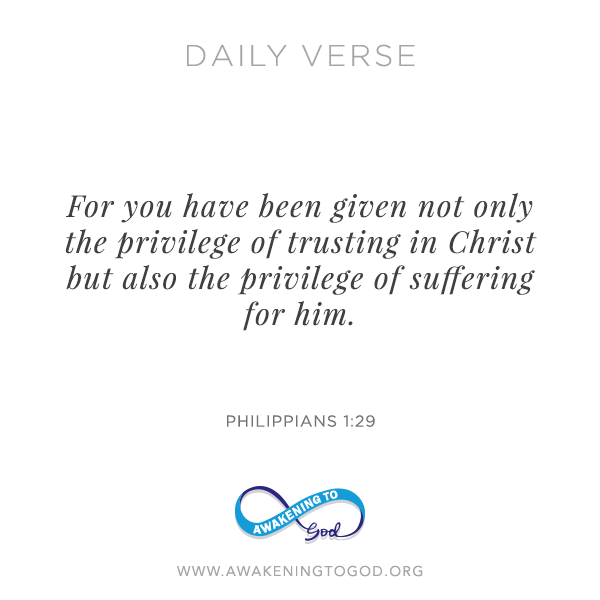 DAILY VERSE
For you have been given not only
the privilege of trusting in Christ
but also the privilege of suffering
for him.
PHILIPPIANS 1:29
AWAKENING TO
God
WWW.AWAKENINGTOGOD.ORG